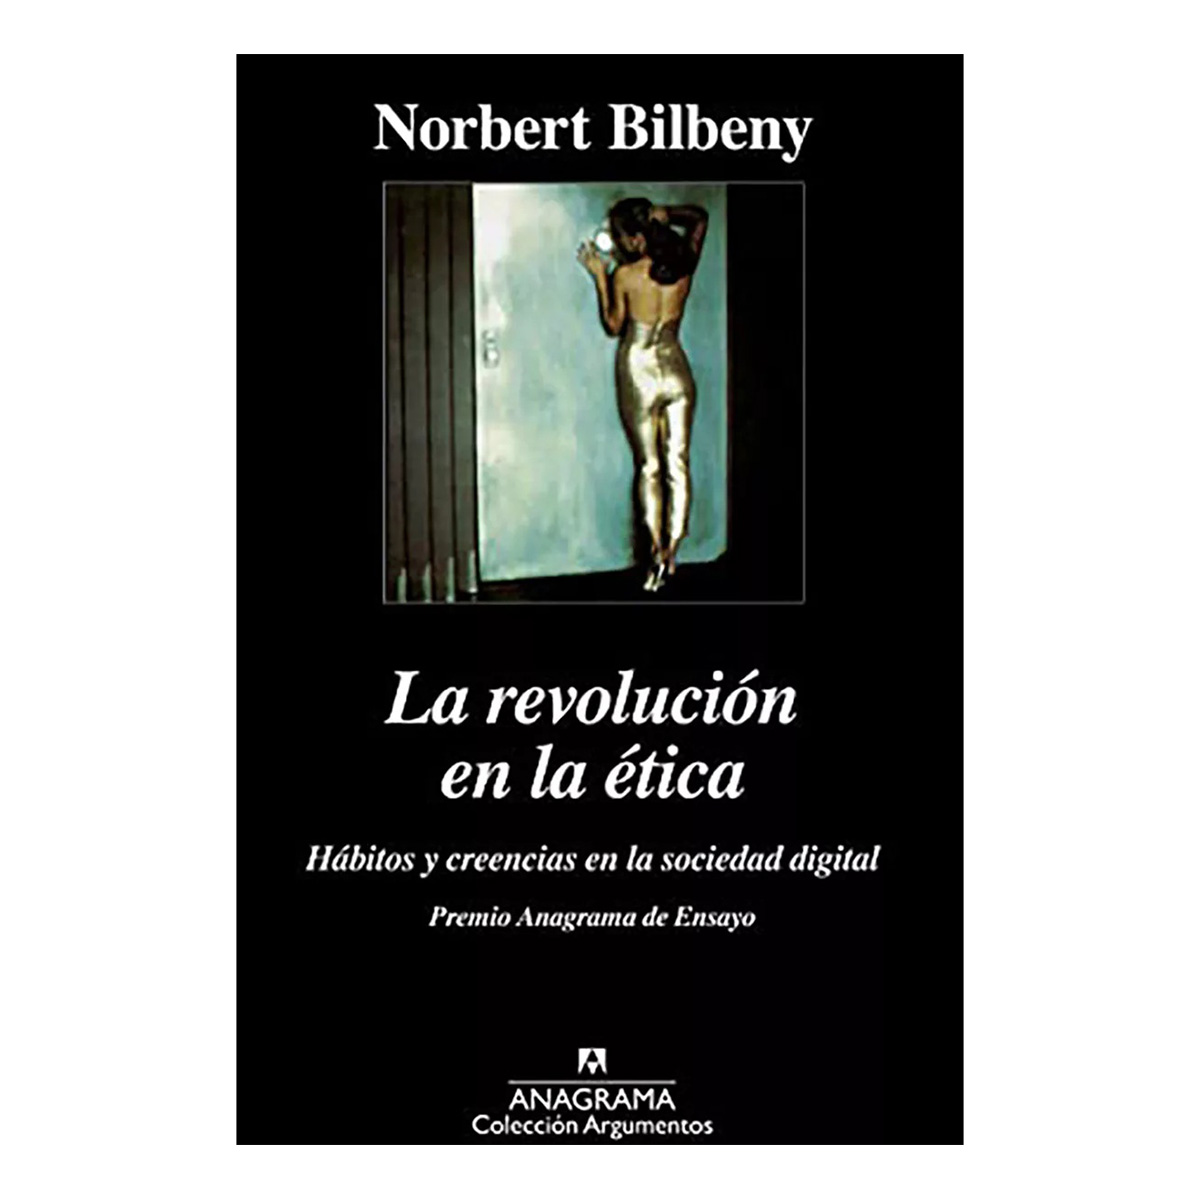 Norbert Bilbeny
La revolución
en la ética
Hábitos y creencias en la sociedad digital
Premio Anagrama de Ensayo
A
ANAGRAMA
Colección Argumentos